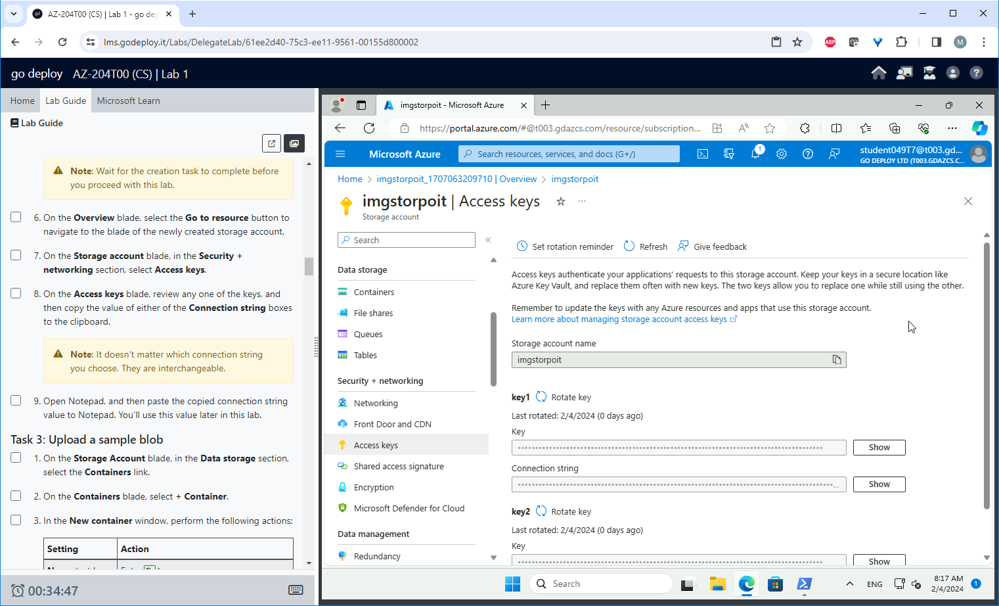 AZ-204T00 (CS) | Lab 1 - go de
lms.godeploy.it/Labs/DelegateLab/61ee2d40-75c3-ee11-9561-00155d800002
ABP
M
go deploy AZ-204T00 (CS) | Lab 1
Home Lab Guide Microsoft Learn
Lab Guide
Note: Wait for the creation task to complete before
you proceed with this lab.
6. On the Overview blade, select the Go to resource button to
navigate to the blade of the newly created storage account.
7. On the Storage account blade, in the Security +
networking section, select Access keys.
8. On the Access keys blade, review any one of the keys, and
then copy the value of either of the Connection string boxes
to the clipboard.
Note: It doesn't matter which connection string
you choose. They are interchangeable.
9. Open Notepad, and then paste the copied connection string
value to Notepad. You'll use this value later in this lab.
Task 3: Upload a sample blob
1. On the Storage Account blade, in the Data storage section,
select the Containers link.
2. On the Containers blade, select + Container.
3. In the New container window, perform the following actions:
Setting Action
00:34:47
imgstorpoit - Microsoft Azure
https://portal.azure.com/#@t003.gdazcs.com/resource/subscription...
Microsoft Azure
Search resources, services, and docs (G+/)
1
student049T7@t003.gd...
GO DEPLOY LTD (T003.GDAZCS.C...
Home > imgstorpoit_1707063209710 | Overview > imgstorpoit
imgstorpoit | Access keys
Storage account
Search
Data storage
Containers
File shares
Queues
Tables
Security + networking
Networking
Front Door and CDN
Access keys
Shared access signature
Encryption
Microsoft Defender for Cloud
Data management
Redundancy
Set rotation reminder Refresh Give feedback
Access keys authenticate your applications' requests to this storage account. Keep your keys in a secure location like
Azure Key Vault, and replace them often with new keys. The two keys allow you to replace one while still using the other.
Remember to update the keys with any Azure resources and apps that use this storage account.
Learn more about managing storage account access keys
Storage account name
imgstorpoit
key1 Rotate key
Last rotated: 2/4/2024 (0 days ago)
Key
Show
Connection string
Show
key2 Rotate key
Last rotated: 2/4/2024 (0 days ago)
Key
Show
Search
ENG
8:17 AM
2/4/2024
1